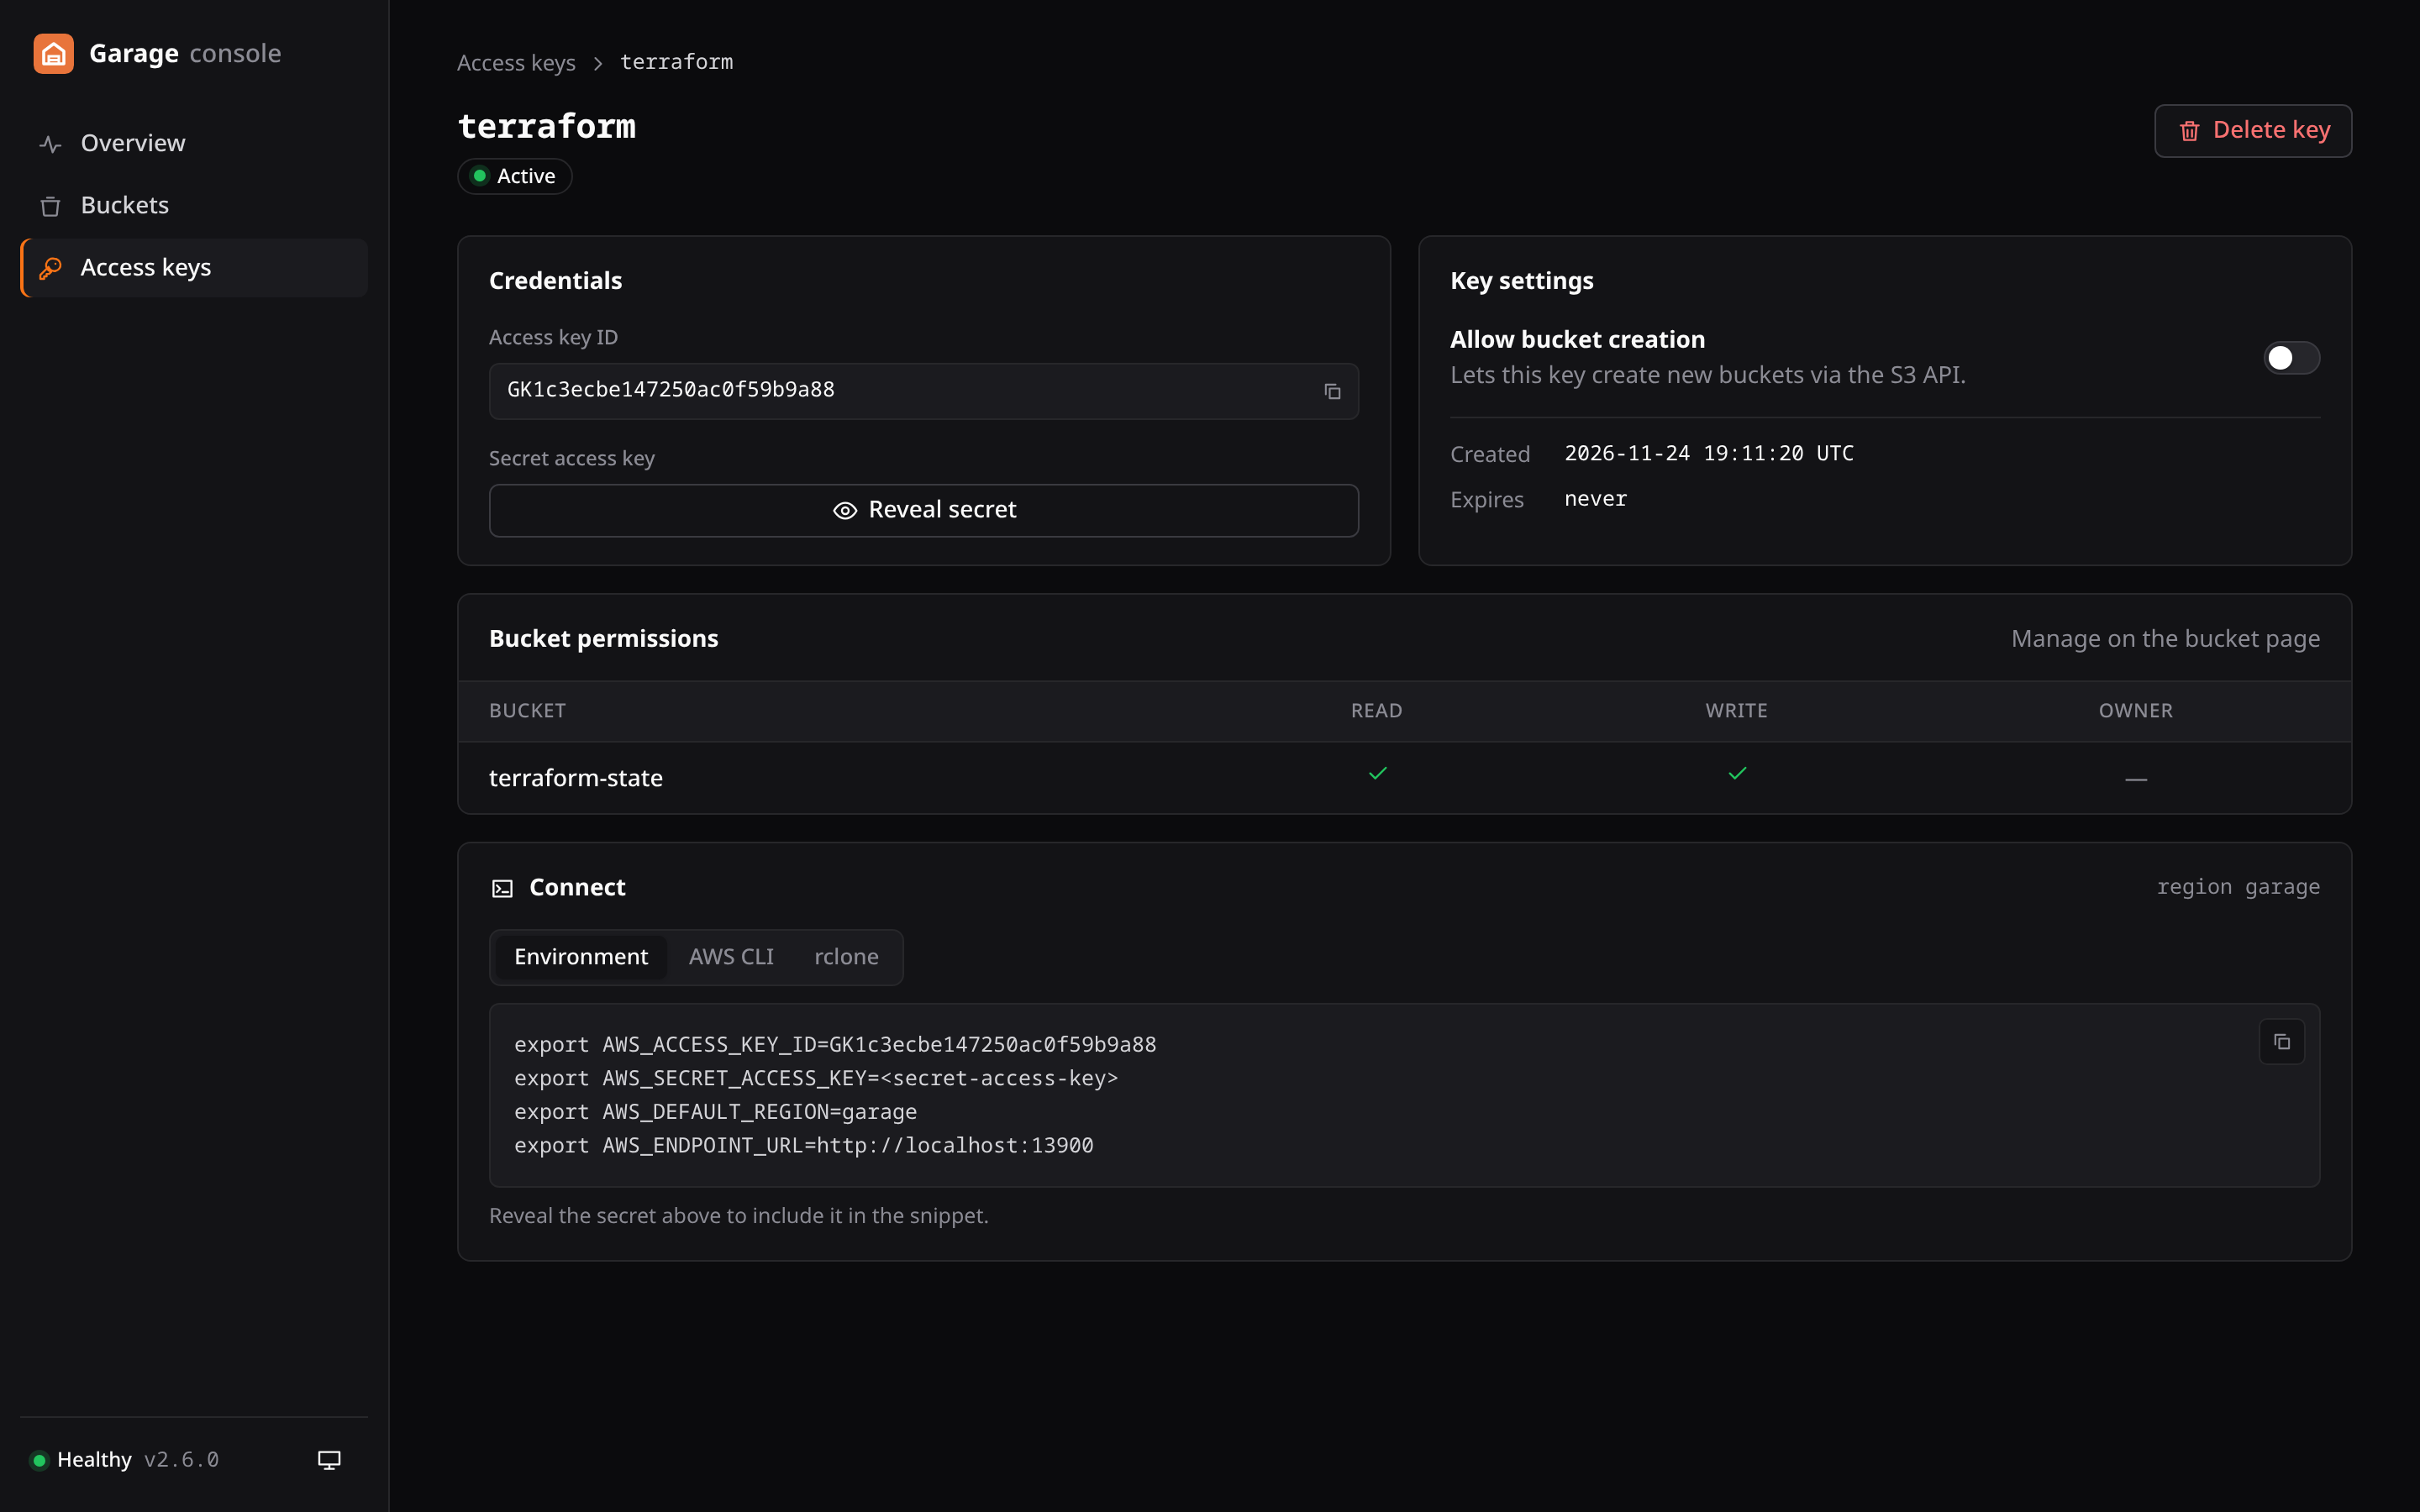 Garage console
Overview
Buckets
Access keys
Healthy v2.6.0
Access keys > terraform
terraform
Active
Delete key
Credentials
Access key ID
GK1c3ecbe147250ac0f59b9a88
Secret access key
Reveal secret
Key settings
Allow bucket creation
Lets this key create new buckets via the S3 API.
Created 2026-11-24 19:11:20 UTC
Expires never
Bucket permissions
Manage on the bucket page
BUCKET READ WRITE OWNER
terraform-state ✓ ✓ —
Connect
region garage
Environment AWS CLI rclone
export AWS_ACCESS_KEY_ID=GK1c3ecbe147250ac0f59b9a88
export AWS_SECRET_ACCESS_KEY=<secret-access-key>
export AWS_DEFAULT_REGION=garage
export AWS_ENDPOINT_URL=http://localhost:13900
Reveal the secret above to include it in the snippet.